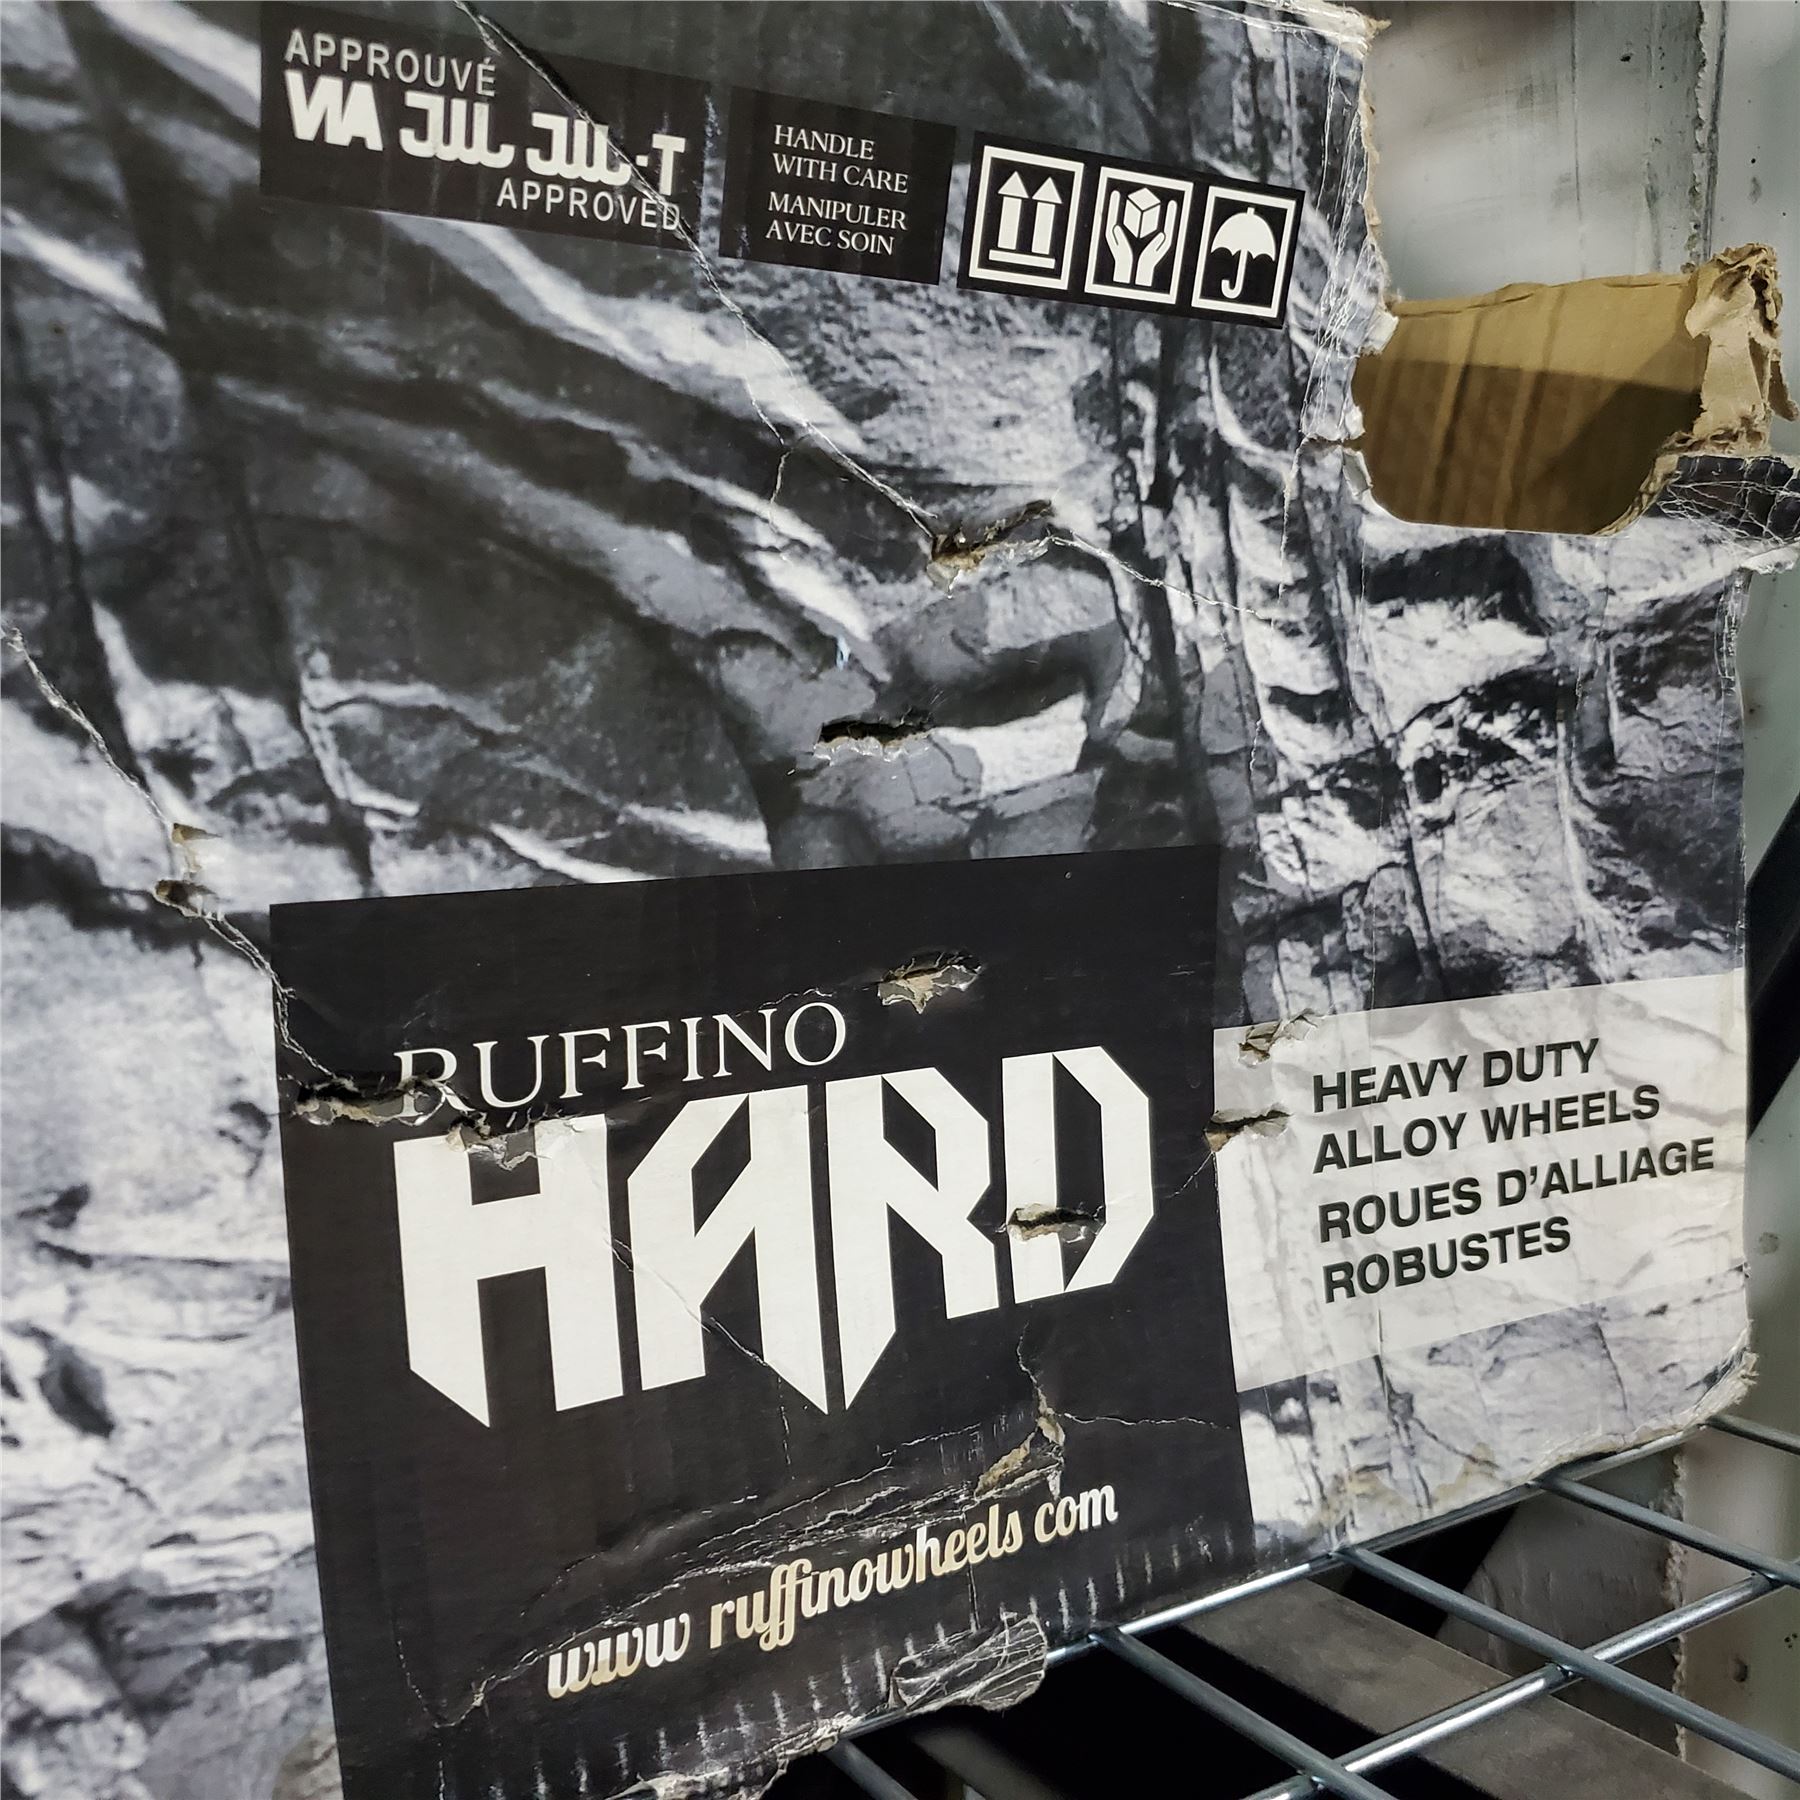 APPROUVÉ
VIA JWL JWL-T
APPROVED
HANDLE
WITH CARE
MANIPULER
AVEC SOIN
RUFFINO
HARD
HEAVY DUTY
ALLOY WHEELS
ROUES D'ALLIAGE
ROBUSTES
www ruffinowheels com